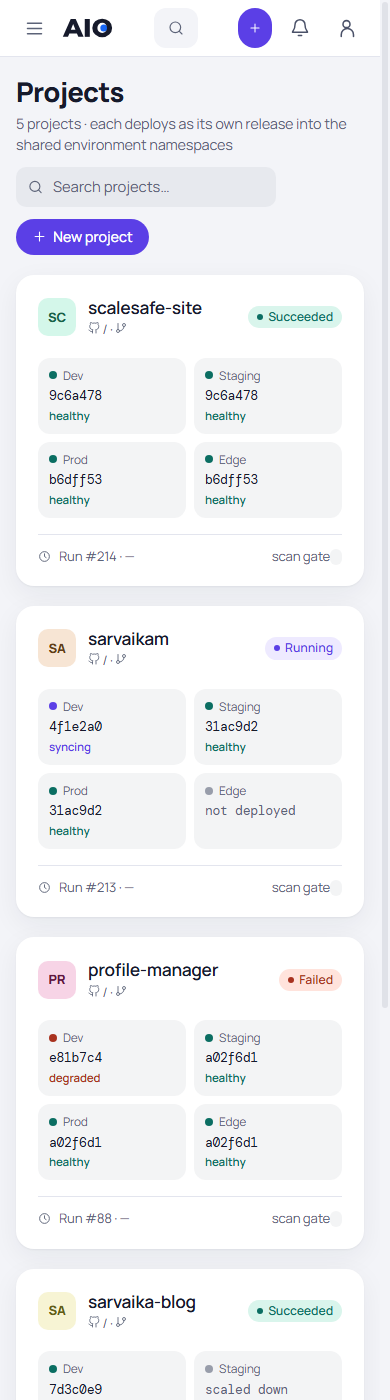 AIO
Projects
5 projects · each deploys as its own release into the
shared environment namespaces
Search projects...
+ New project
SC
scalesafe-site
/ ·
Succeeded
Dev
9c6a478
healthy
Staging
9c6a478
healthy
Prod
b6dff53
healthy
Edge
b6dff53
healthy
Run #214 · —
scan gate
SA
sarvaikam
/ ·
Running
Dev
4f1e2a0
syncing
Staging
31ac9d2
healthy
Prod
31ac9d2
healthy
Edge
not deployed
Run #213 · —
scan gate
PR
profile-manager
/ ·
Failed
Dev
e81b7c4
degraded
Staging
a02f6d1
healthy
Prod
a02f6d1
healthy
Edge
a02f6d1
healthy
Run #88 · —
scan gate
SA
sarvaika-blog
/ ·
Succeeded
Dev
7d3c0e9
Staging
scaled down